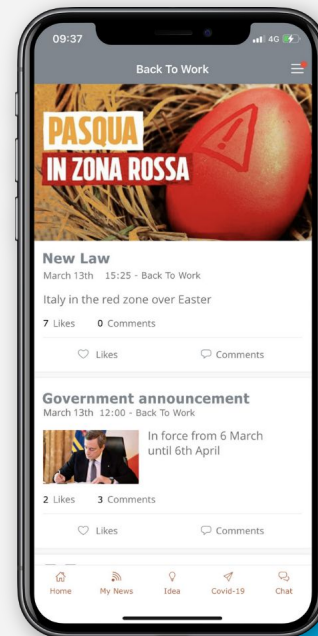 09:37
4G
Back To Work
PASQUA
IN ZONA ROSSA
New Law
March 13th 15:25 - Back To Work
Italy in the red zone over Easter
7 Likes 0 Comments
Likes Comments
Government announcement
March 13th 12:00 - Back To Work
In force from 6 March
until 6th April
2 Likes 3 Comments
Likes Comments
Home My News Idea Covid-19 Chat